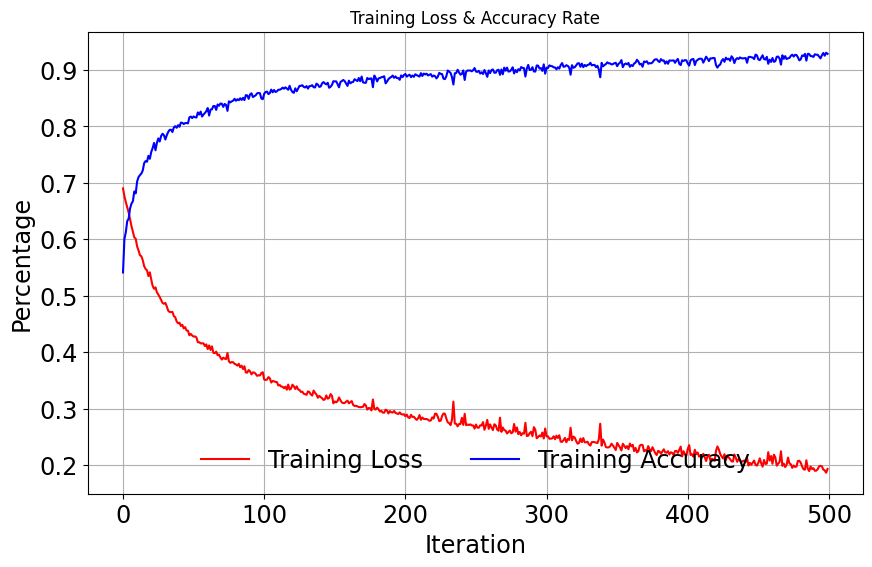 Training Loss & Accuracy Rate
Percentage
0.9
0.8
0.7
0.6
0.5
0.4
0.3
0.2
Training Loss
Training Accuracy
0
100
200
300
400
500
Iteration